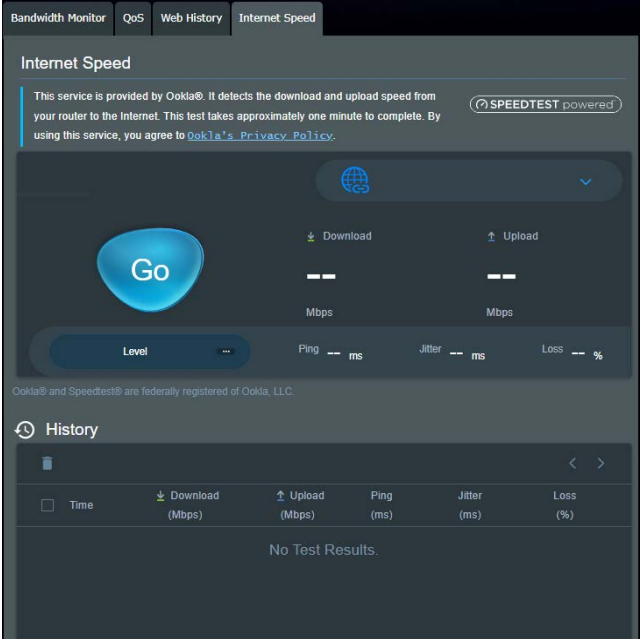 Bandwidth Monitor QoS Web History Internet Speed
Internet Speed
This service is provided by Ookla®. It detects the download and upload speed from
your router to the Internet. This test takes approximately one minute to complete. By
using this service, you agree to Ookla's Privacy Policy.
SPEEDTEST powered
Download Upload
Go
-- --
Mbps Mbps
Level ... Ping -- ms Jitter -- ms Loss -- %
Ookla® and Speedtest® are federally registered of Ookla, LLC.
History
Time Download Upload Ping Jitter Loss
(Mbps) (Mbps) (ms) (ms) (%)
No Test Results.